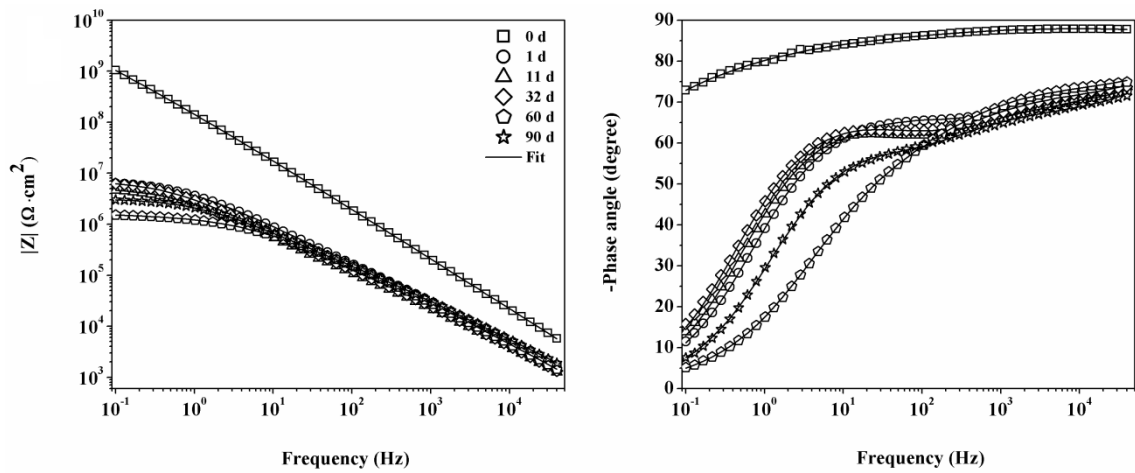 10^10
10^9
10^8
10^7
10^6
10^5
10^4
10^3
|Z| (Ω·cm^2)
0 d
1 d
11 d
32 d
60 d
90 d
Fit
10^-1 10^0 10^1 10^2 10^3 10^4
Frequency (Hz)
90
80
70
60
50
40
30
20
10
0
-Phase angle (degree)
10^-1 10^0 10^1 10^2 10^3 10^4
Frequency (Hz)